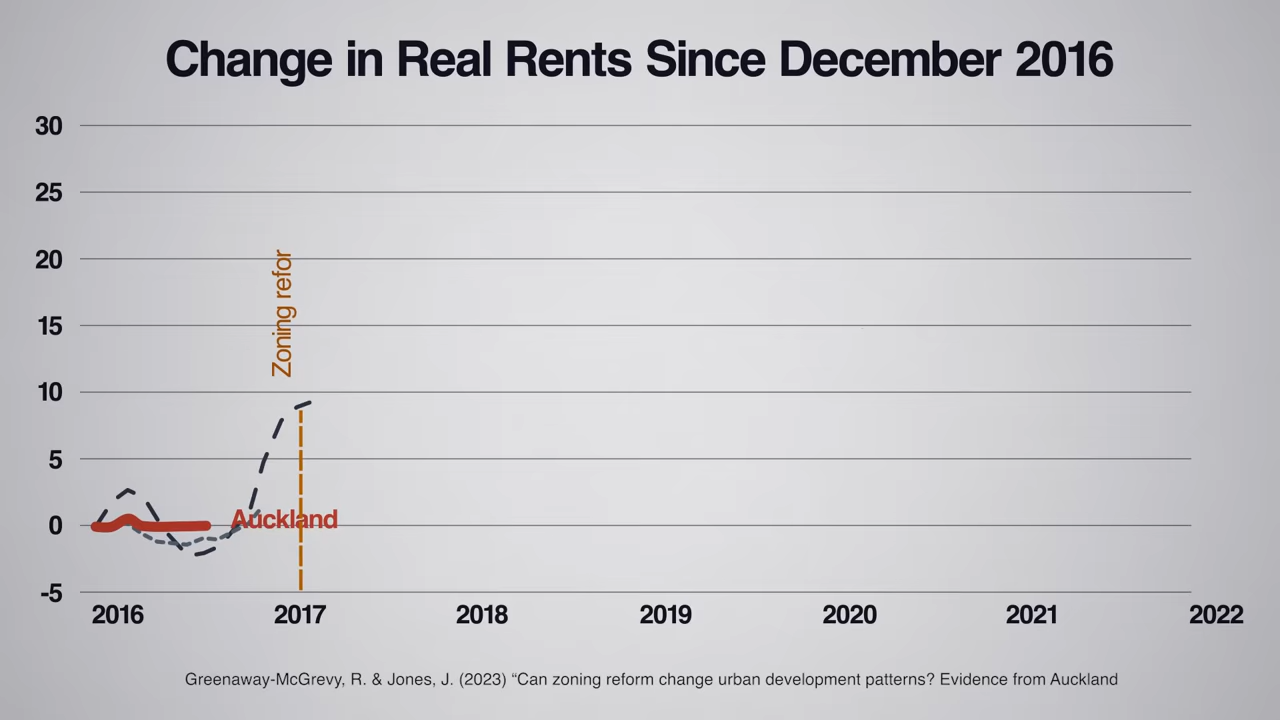 Change in Real Rents Since December 2016
30
25
20
15
10
5
0
-5
Zoning refor
Auckland
2016 2017 2018 2019 2020 2021 2022
Greenaway-McGrevy, R. & Jones, J. (2023) “Can zoning reform change urban development patterns? Evidence from Auckland